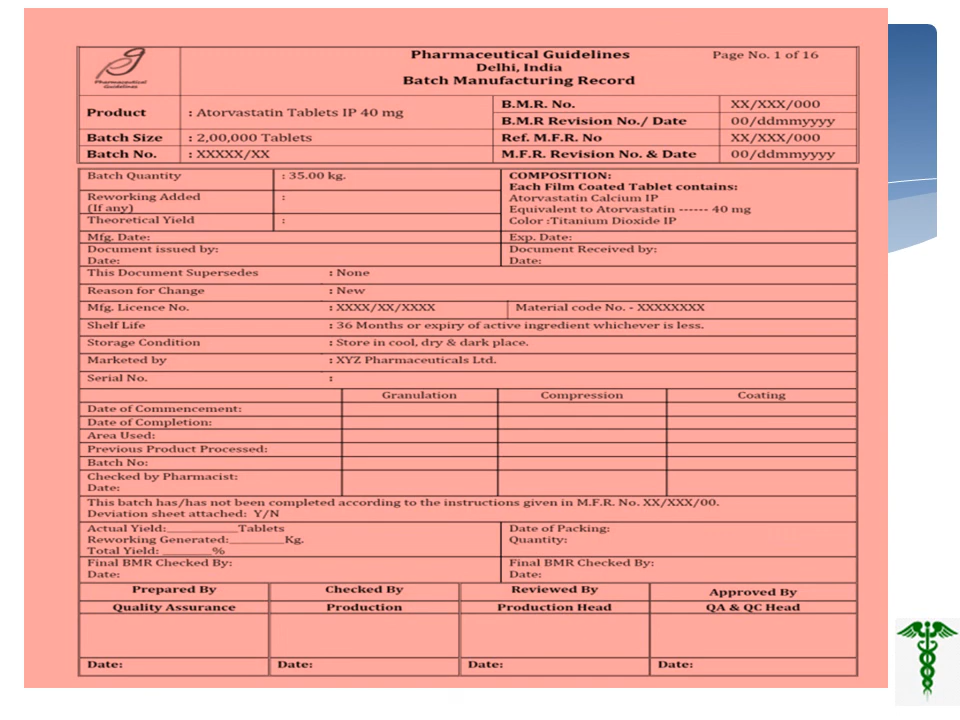 Pharmaceutical Guidelines
Pharmaceutical Guidelines
Delhi, India
Batch Manufacturing Record
Page No. 1 of 16
Product : Atorvastatin Tablets IP 40 mg
B.M.R. No. XX/XXX/000
B.M.R Revision No./ Date 00/ddmmyyyy
Batch Size : 2,00,000 Tablets Ref. M.F.R. No XX/XXX/000
Batch No. : XXXXX/XX M.F.R. Revision No. & Date 00/ddmmyyyy
Batch Quantity : 35.00 kg.
Reworking Added
(If any) :
Theoretical Yield :
COMPOSITION:
Each Film Coated Tablet contains:
Atorvastatin Calcium IP
Equivalent to Atorvastatin ------ 40 mg
Color :Titanium Dioxide IP
Mfg. Date: Exp. Date:
Document issued by: Document Received by:
Date: Date:
This Document Supersedes : None
Reason for Change : New
Mfg. Licence No. : XXXX/XX/XXXX Material code No. - XXXXXXXX
Shelf Life : 36 Months or expiry of active ingredient whichever is less.
Storage Condition : Store in cool, dry & dark place.
Marketed by : XYZ Pharmaceuticals Ltd.
Serial No. :
Granulation Compression Coating
Date of Commencement:
Date of Completion:
Area Used:
Previous Product Processed:
Batch No:
Checked by Pharmacist:
Date:
This batch has/has not been completed according to the instructions given in M.F.R. No. XX/XXX/00.
Deviation sheet attached: Y/N
Actual Yield:_________Tablets Date of Packing:
Reworking Generated:_______Kg. Quantity:
Total Yield: ______%
Final BMR Checked By: Final BMR Checked By:
Date: Date:
Prepared By Checked By Reviewed By Approved By
Quality Assurance Production Production Head QA & QC Head
Date: Date: Date: Date: